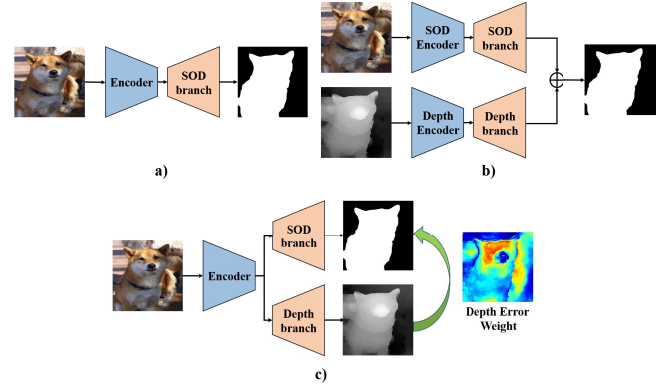 Encoder
SOD
branch
a)
SOD
Encoder
SOD
branch
Depth
Encoder
Depth
branch
b)
Encoder
SOD
branch
Depth
branch
Depth Error
Weight
c)